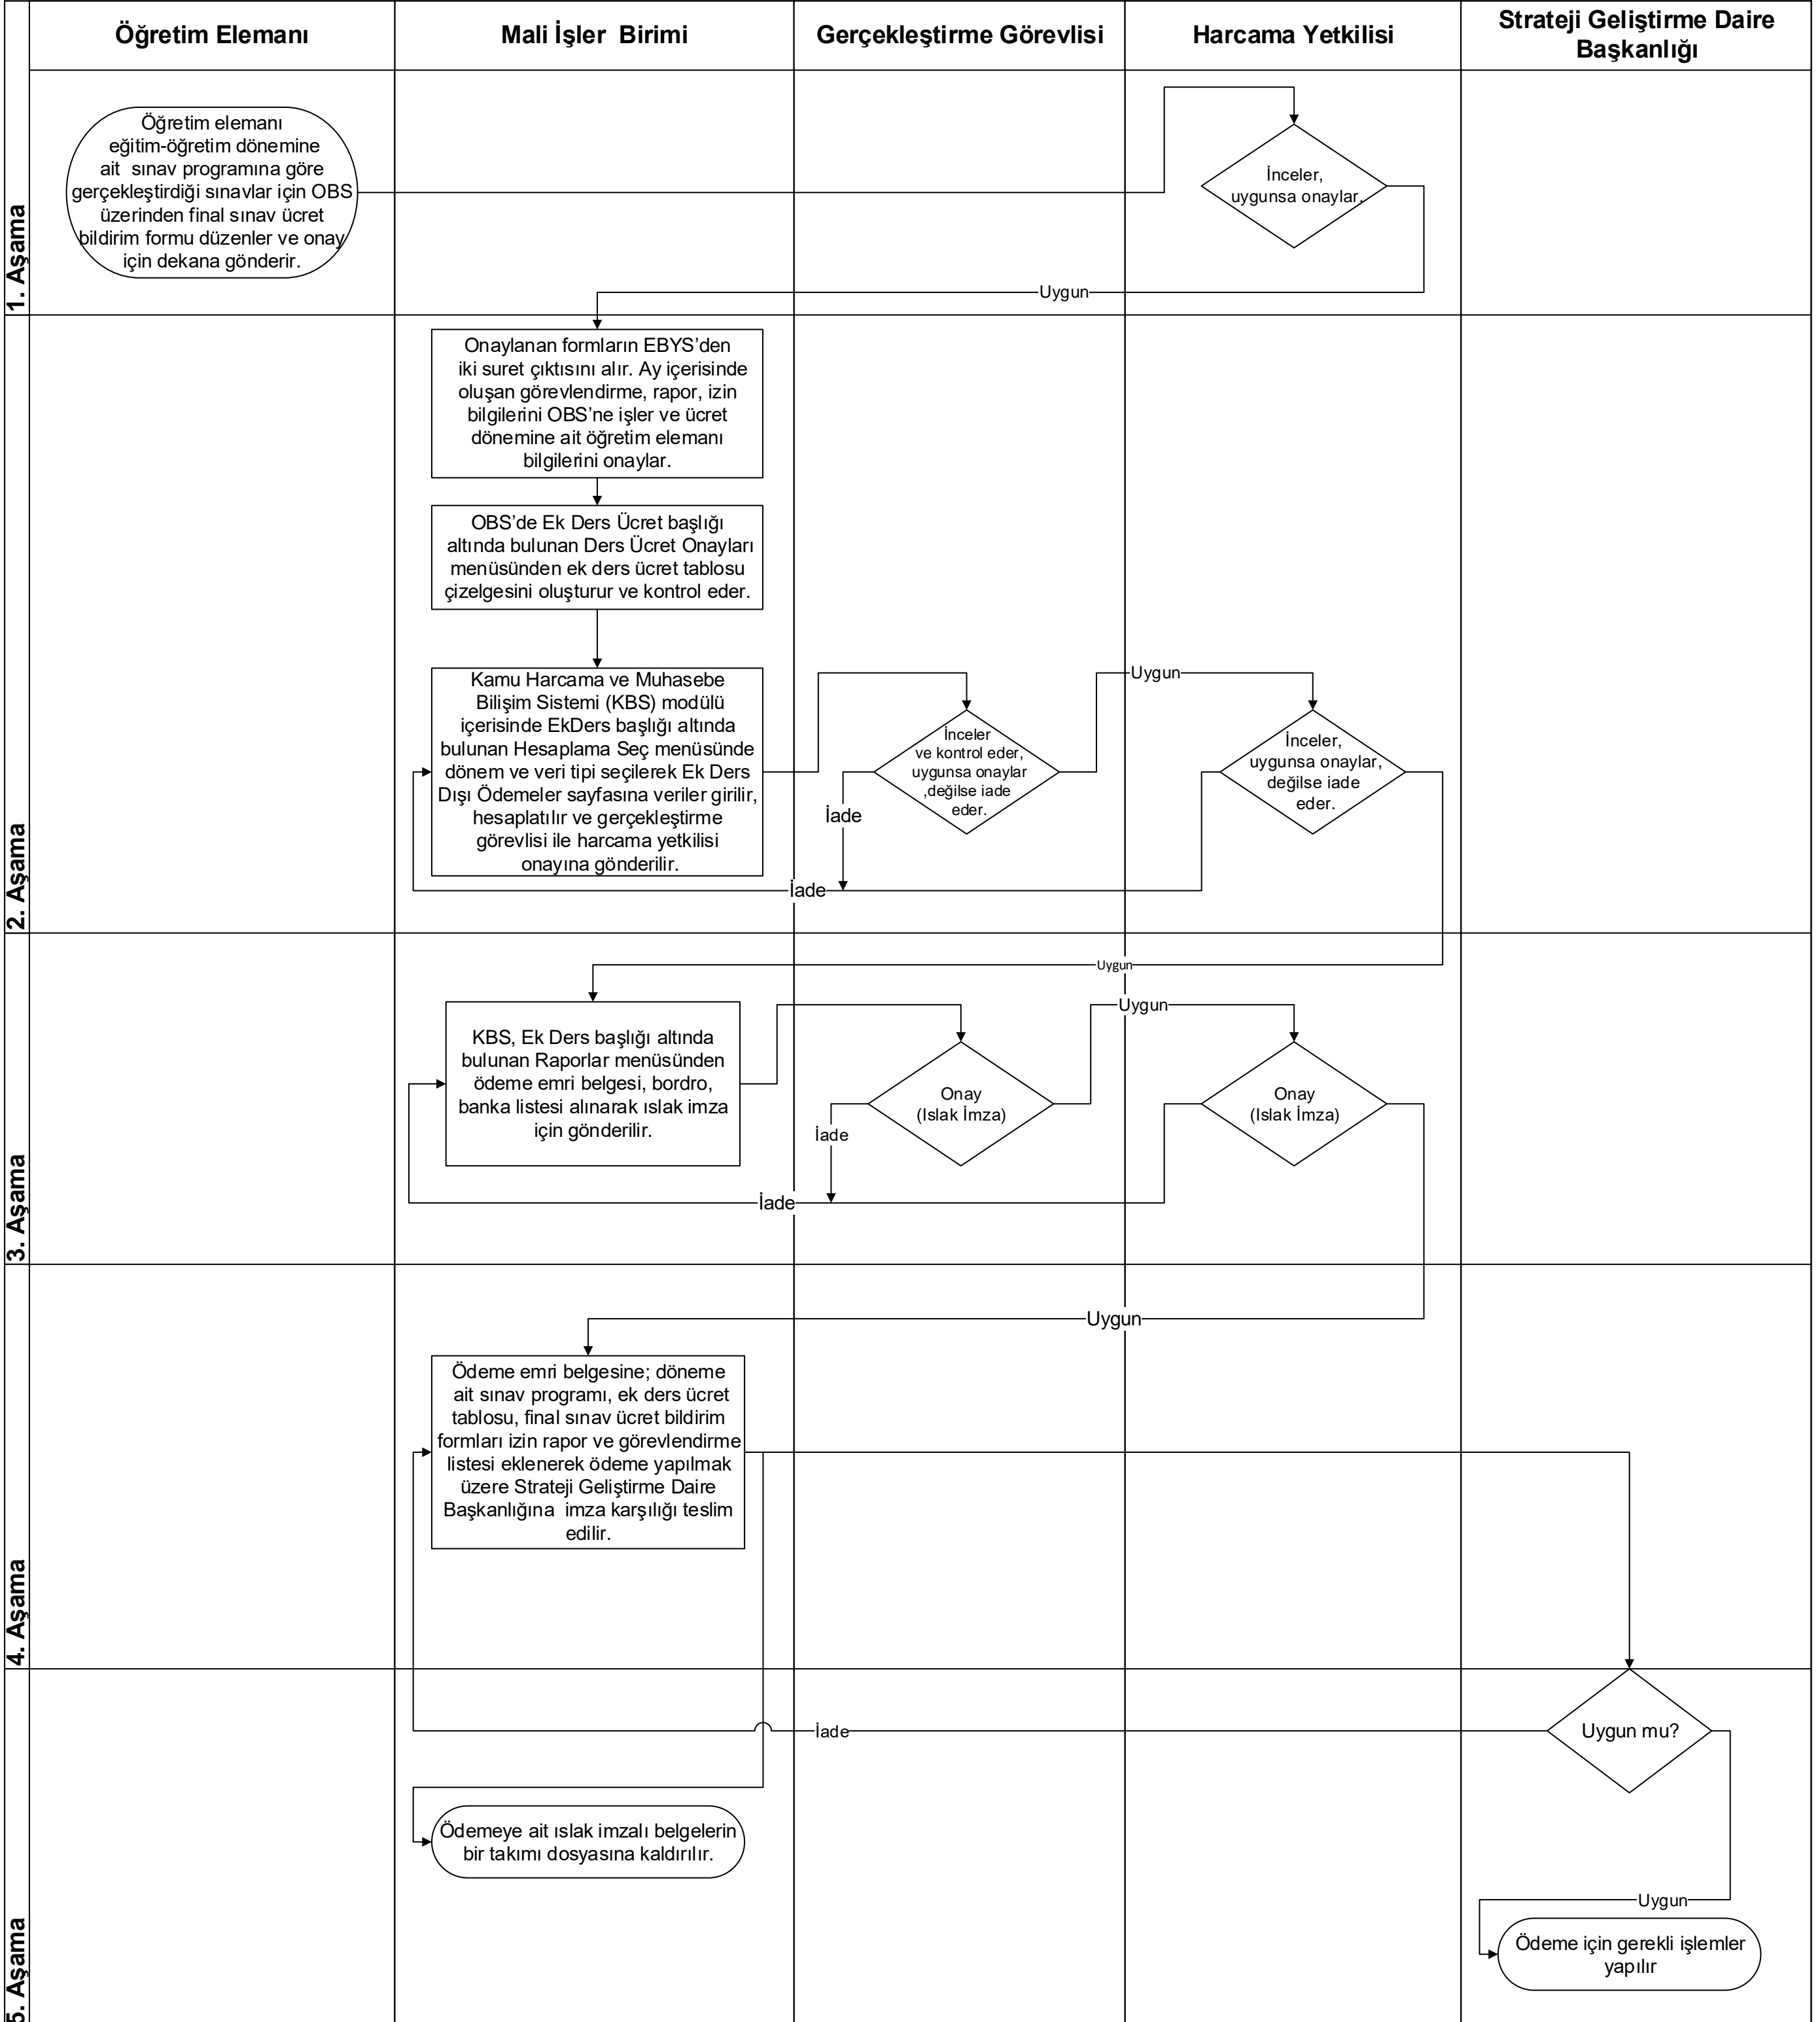 Öğretim Elemanı
Mali İşler  Birimi
Gerçekleştirme Görevlisi
Harcama Yetkilisi
Strateji Geliştirme Daire
Başkanlığı
1. Aşama
Öğretim elemanı
eğitim-öğretim dönemine
ait  sınav programına göre
gerçekleştirdiği sınavlar için OBS
üzerinden final sınav ücret
bildirim formu düzenler ve onay
için dekana gönderir.
İnceler,
uygunsa onaylar.
Uygun
2. Aşama
Onaylanan formların EBYS’den
iki suret çıktısını alır. Ay içerisinde
oluşan görevlendirme, rapor, izin
bilgilerini OBS’ne işler ve ücret
dönemine ait öğretim elemanı
bilgilerini onaylar.
OBS’de Ek Ders Ücret başlığı
altında bulunan Ders Ücret Onayları
menüsünden ek ders ücret tablosu
çizelgesini oluşturur ve kontrol eder.
Kamu Harcama ve Muhasebe
Bilişim Sistemi (KBS) modülü
içerisinde EkDers başlığı altında
bulunan Hesaplama Seç menüsünde
dönem ve veri tipi seçilerek Ek Ders
Dışı Ödemeler sayfasına veriler girilir,
hesaplatılır ve gerçekleştirme
görevlisi ile harcama yetkilisi
onayına gönderilir.
İnceler
ve kontrol eder,
uygunsa onaylar
,değilse iade
eder.
Uygun
İnceler,
uygunsa onaylar,
değilse iade
eder.
İade
İade
3. Aşama
Uygun
KBS, Ek Ders başlığı altında
bulunan Raporlar menüsünden
ödeme emri belgesi, bordro,
banka listesi alınarak ıslak imza
için gönderilir.
Onay
(Islak İmza)
Uygun
Onay
(Islak İmza)
İade
İade
4. Aşama
Uygun
Ödeme emri belgesine; döneme
ait sınav programı, ek ders ücret
tablosu, final sınav ücret bildirim
formları izin rapor ve görevlendirme
listesi eklenerek ödeme yapılmak
üzere Strateji Geliştirme Daire
Başkanlığına  imza karşılığı teslim
edilir.
5. Aşama
Uygun mu?
İade
Ödemeye ait ıslak imzalı belgelerin
bir takımı dosyasına kaldırılır.
Uygun
Ödeme için gerekli işlemler
yapılır